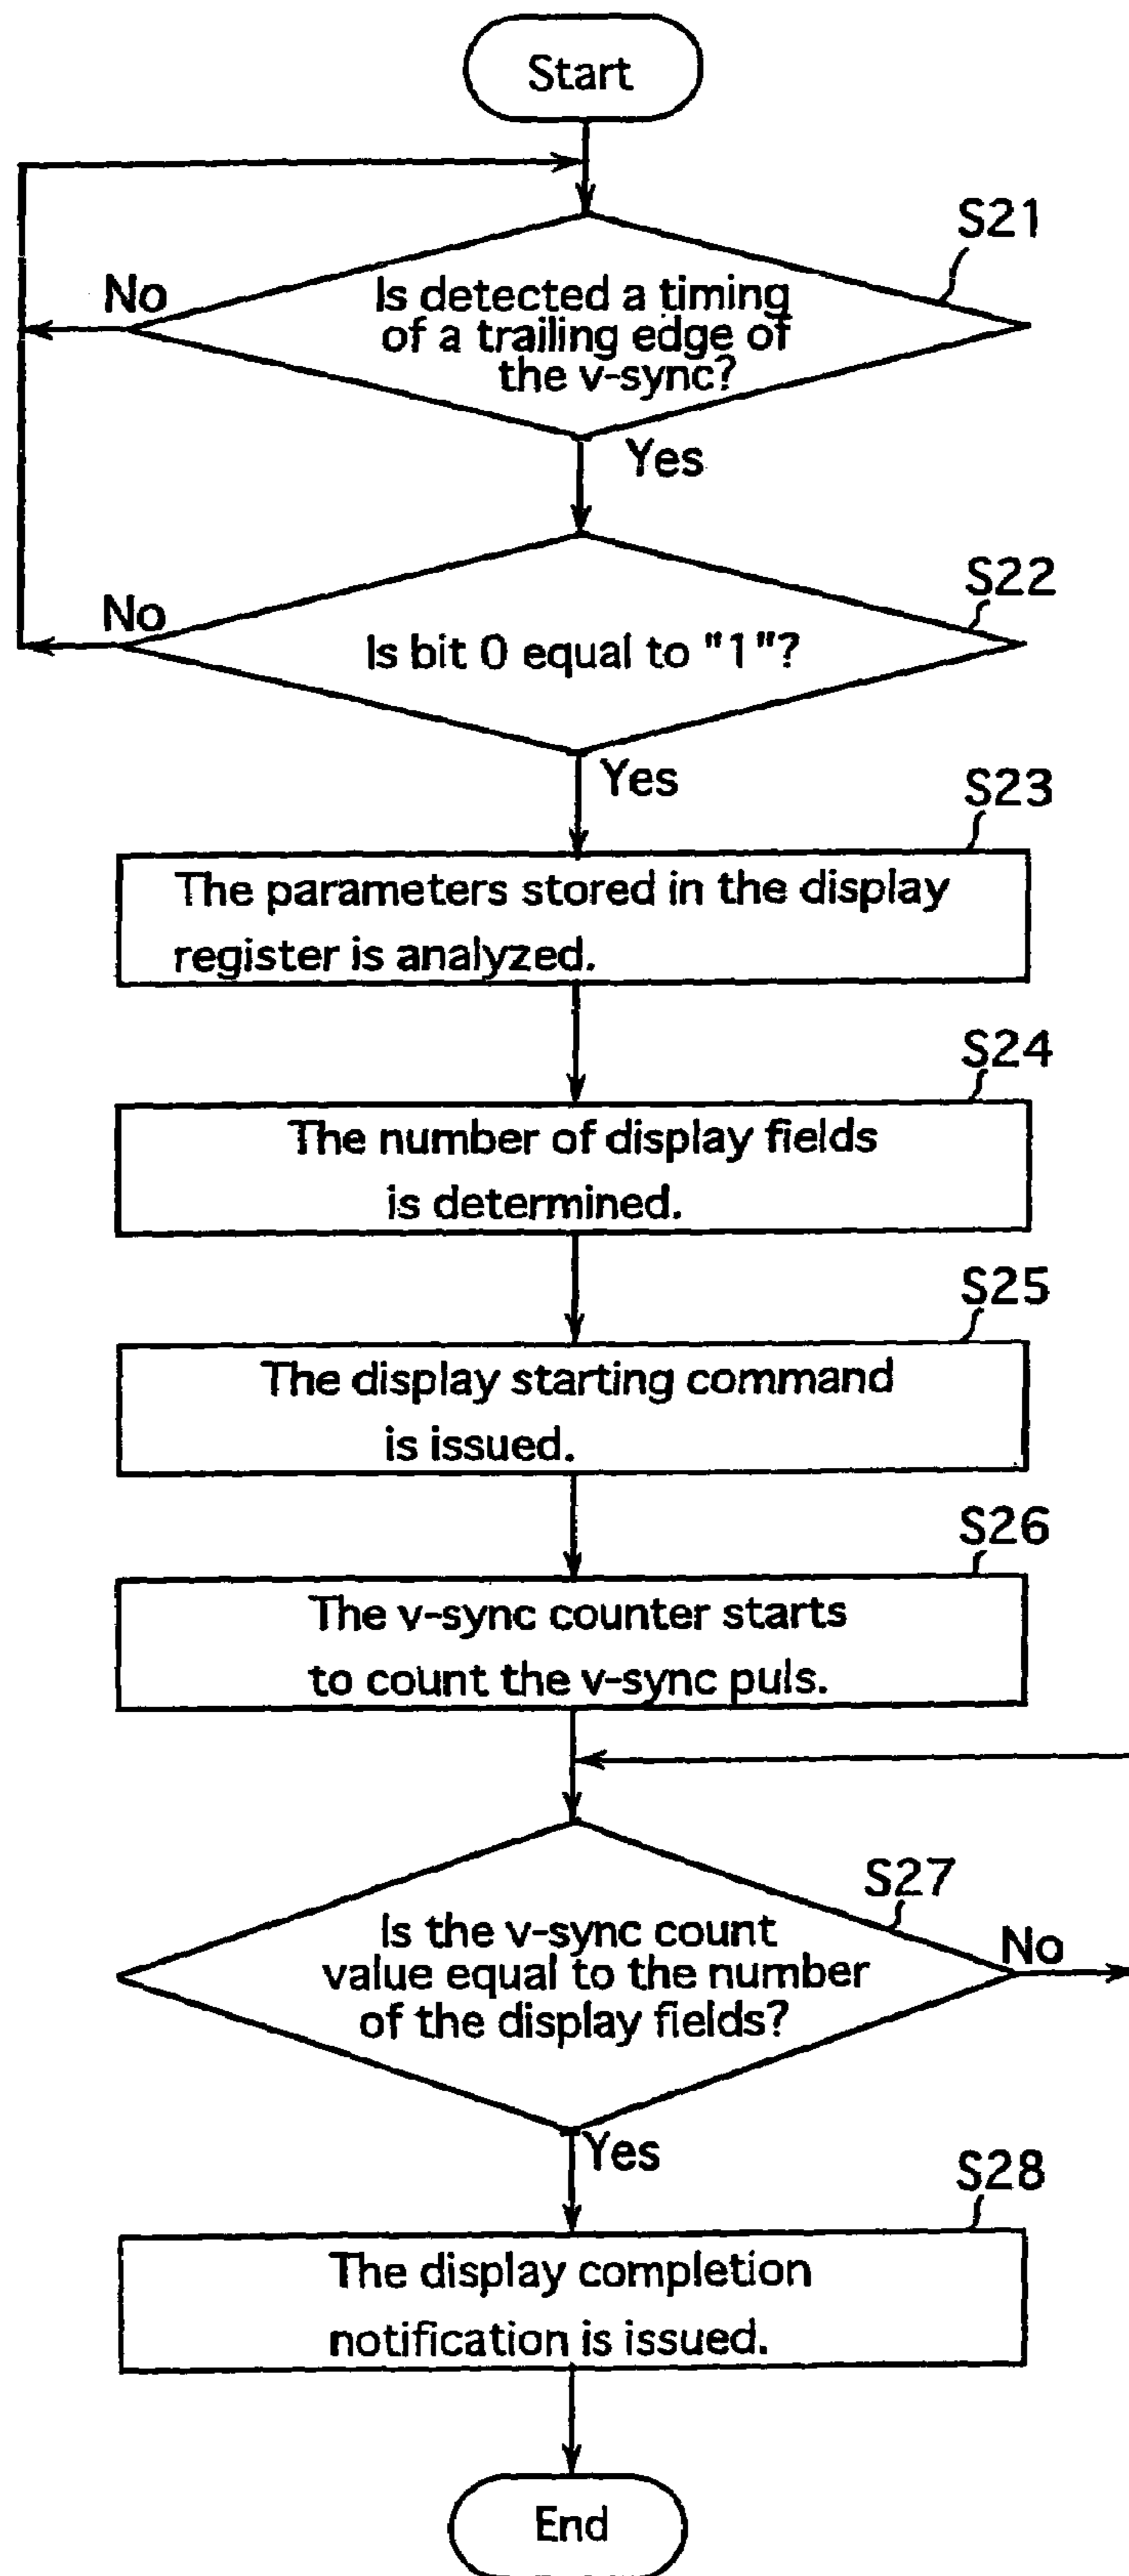 Start
S21
No
Is detected a timing
of a trailing edge of
the v-sync?
Yes
S22
No
Is bit 0 equal to "1"?
Yes
S23
The parameters stored in the display
register is analyzed.
S24
The number of display fields
is determined.
S25
The display starting command
is issued.
S26
The v-sync counter starts
to count the v-sync puls.
S27
Is the v-sync count
value equal to the number
of the display fields?
No
Yes
S28
The display completion
notification is issued.
End